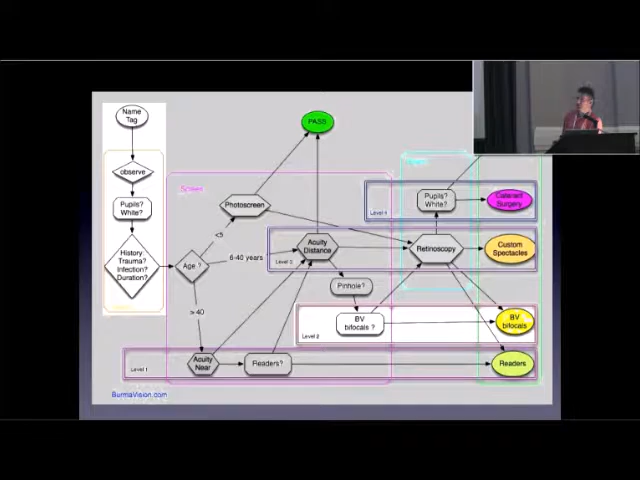 Name
Tag
observe
Pupils?
White?
History
Trauma?
Infection?
Duration?
Age ?
<5
6-40 years
> 40
Photoscreen
PASS
Acuity
Distance
Pinhole?
BV
bifocals ?
Acuity
Near
Readers?
Retinoscopy
Pupils?
White?
Cataract
Surgery
Custom
Spectacles
BV
bifocals
Readers
Level 4
Level 3
Level 2
Level 1
BurmaVision.com